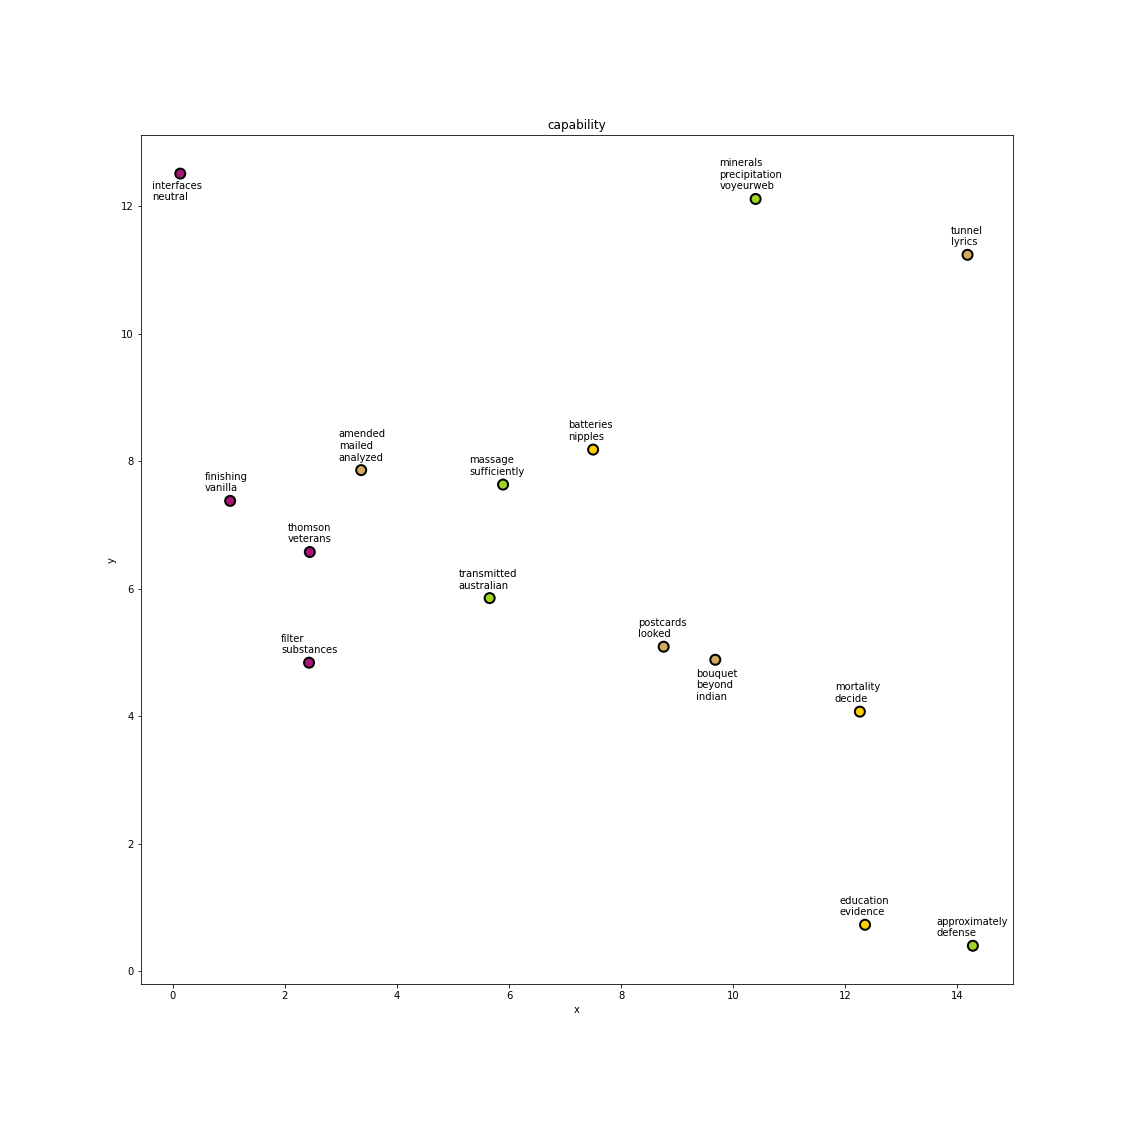 capability
minerals
precipitation
voyeurweb
interfaces
neutral
tunnel
lyrics
batteries
nipples
amended
mailed
analyzed
massage
sufficiently
finishing
vanilla
thomson
veterans
transmitted
australian
postcards
looked
filter
substances
bouquet
beyond
indian
mortality
decide
education
evidence
approximately
defense
y
12
10
8
6
4
2
0
0
2
4
6
8
10
12
14
x